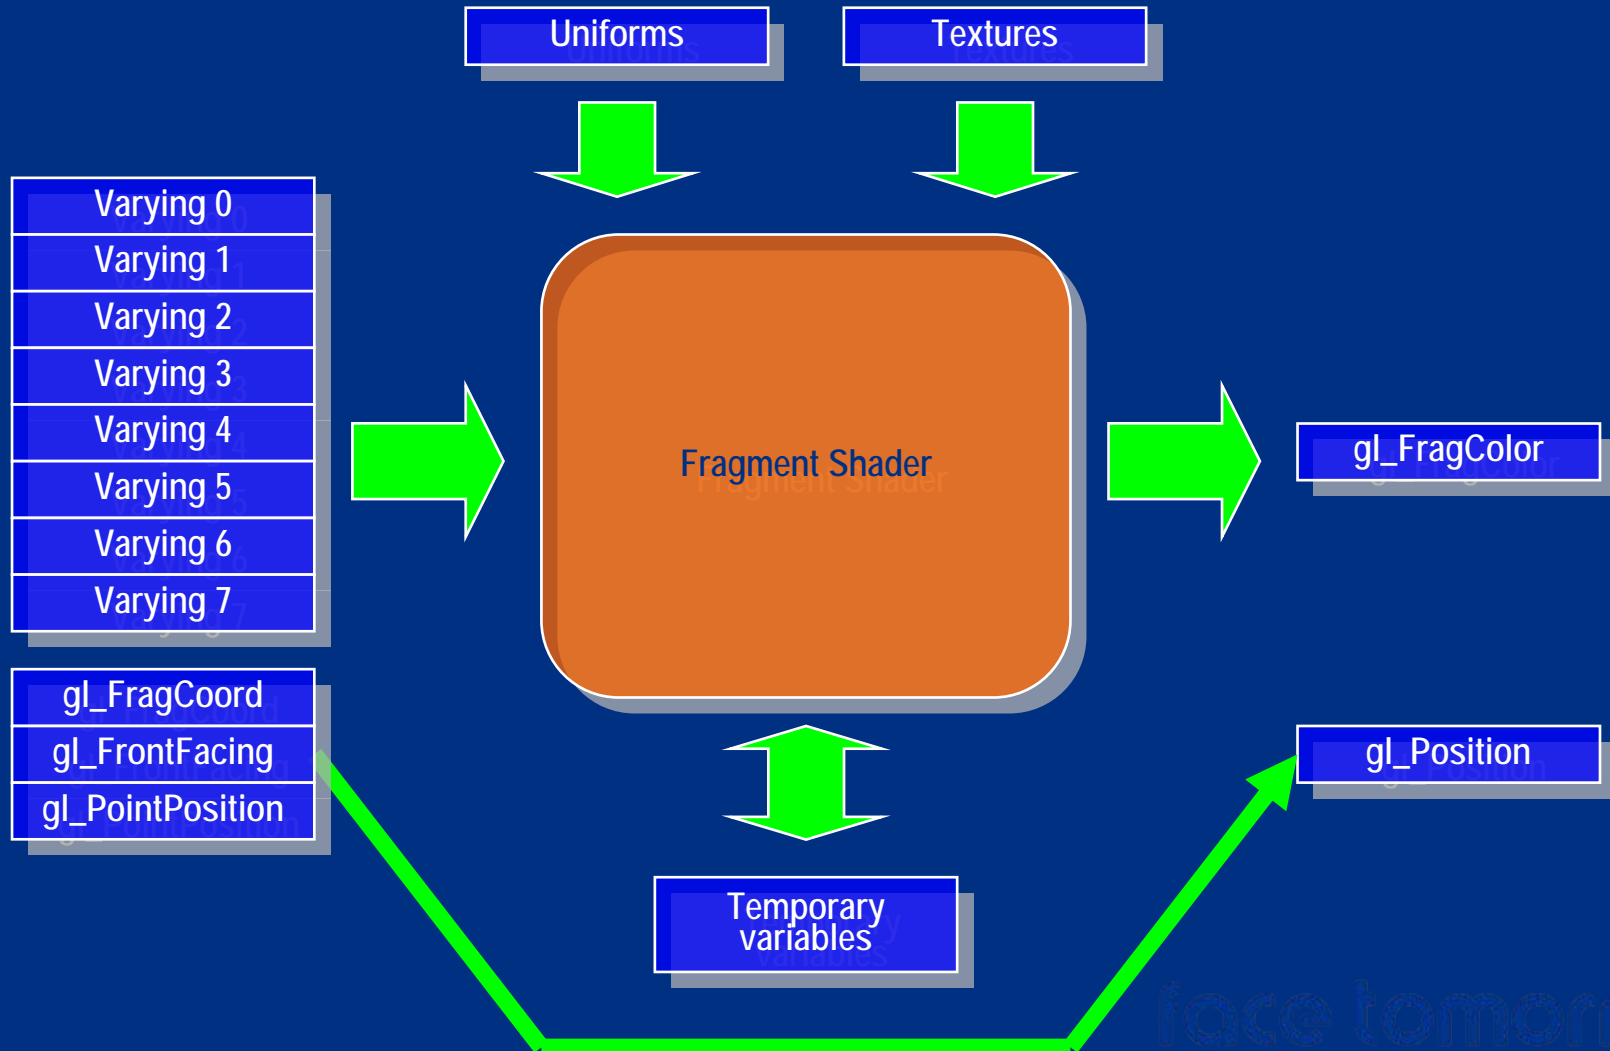 Uniforms
Textures
Varying 0
Varying 1
Varying 2
Varying 3
Varying 4
Varying 5
Varying 6
Varying 7
Fragment Shader
gl_FragColor
gl_FragCoord
gl_FrontFacing
gl_PointPosition
gl_Position
Temporary
variables
face